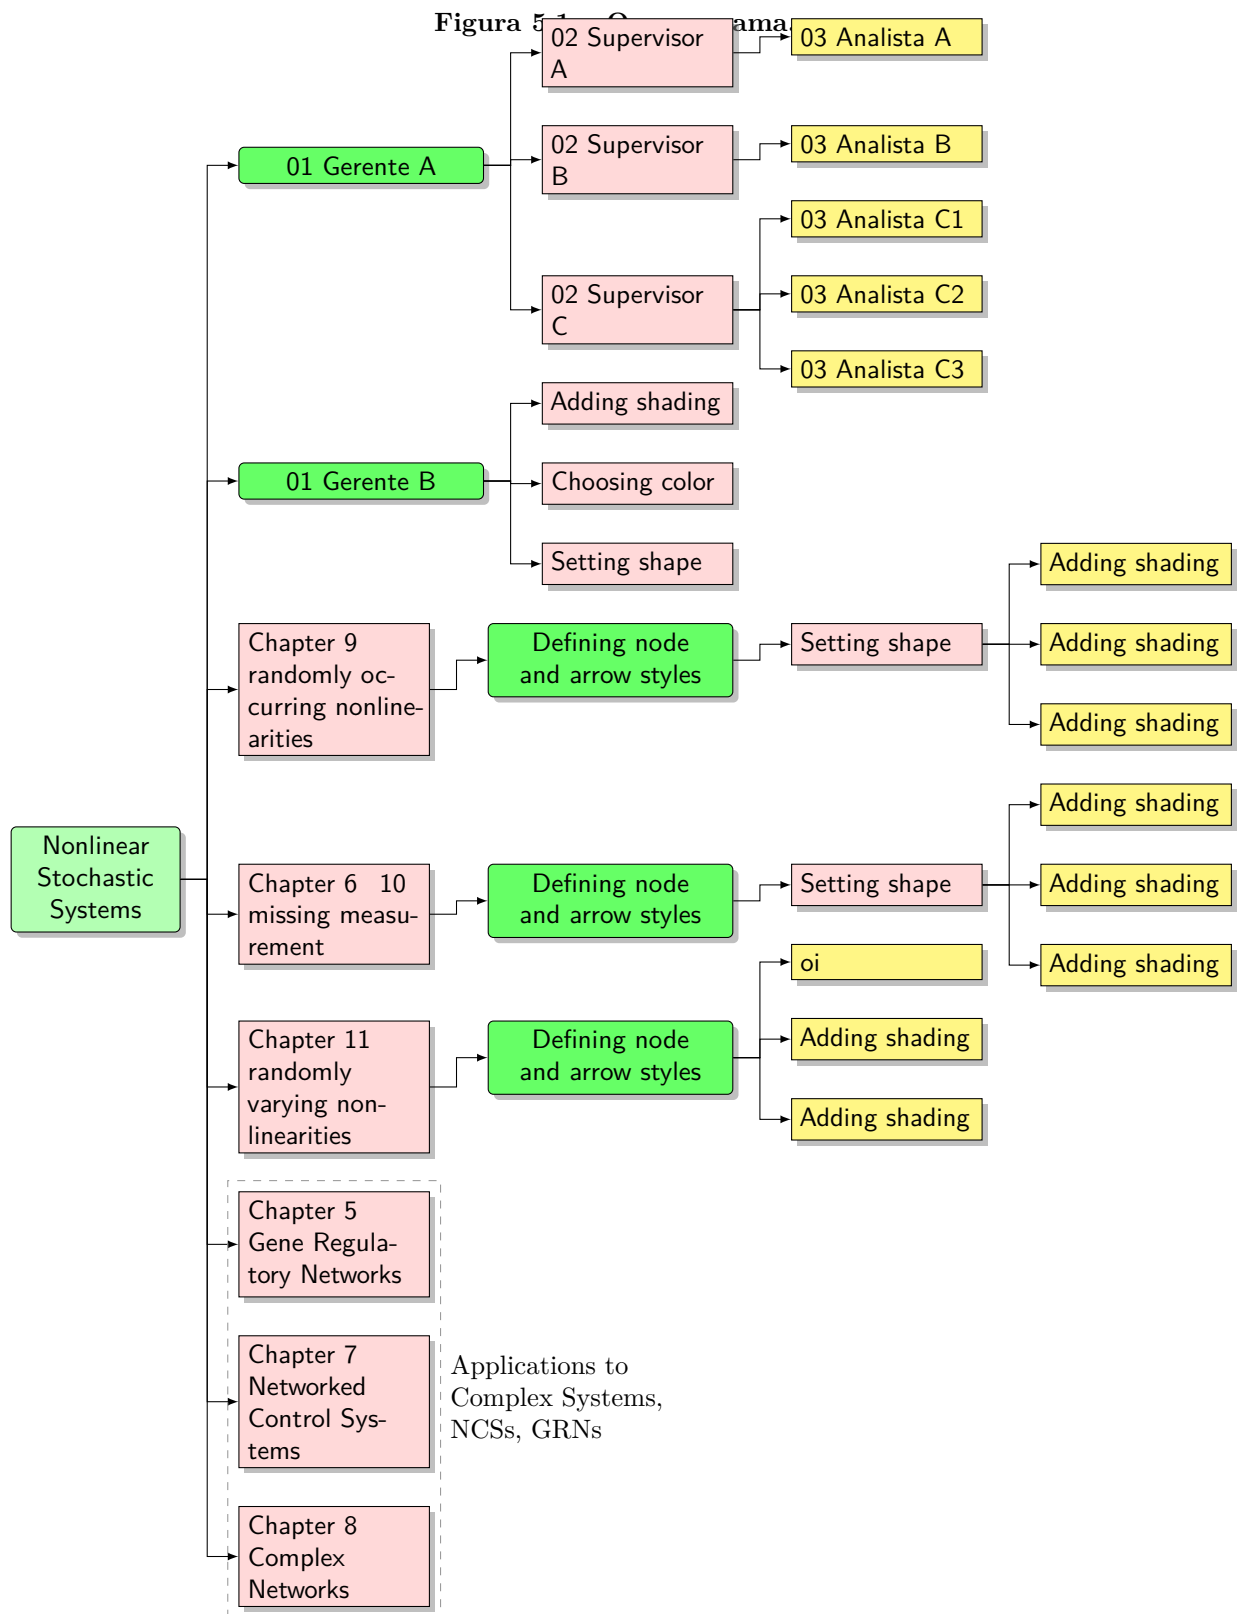 Figura 5.1
02 Supervisor
A
03 Analista A
02 Supervisor
B
03 Analista B
01 Gerente A
03 Analista C1
02 Supervisor
C
03 Analista C2
03 Analista C3
Adding shading
01 Gerente B
Choosing color
Setting shape
Chapter 9
randomly oc-
curring nonline-
arities
Defining node
and arrow styles
Setting shape
Adding shading
Adding shading
Adding shading
Nonlinear
Stochastic
Systems
Chapter 6 10
missing measu-
rement
Defining node
and arrow styles
Setting shape
Adding shading
Adding shading
Adding shading
Chapter 11
randomly
varying non-
linearities
Defining node
and arrow styles
oi
Adding shading
Adding shading
Chapter 5
Gene Regula-
tory Networks
Chapter 7
Networked
Control Sys-
tems
Applications to
Complex Systems,
NCSs, GRNs
Chapter 8
Complex
Networks